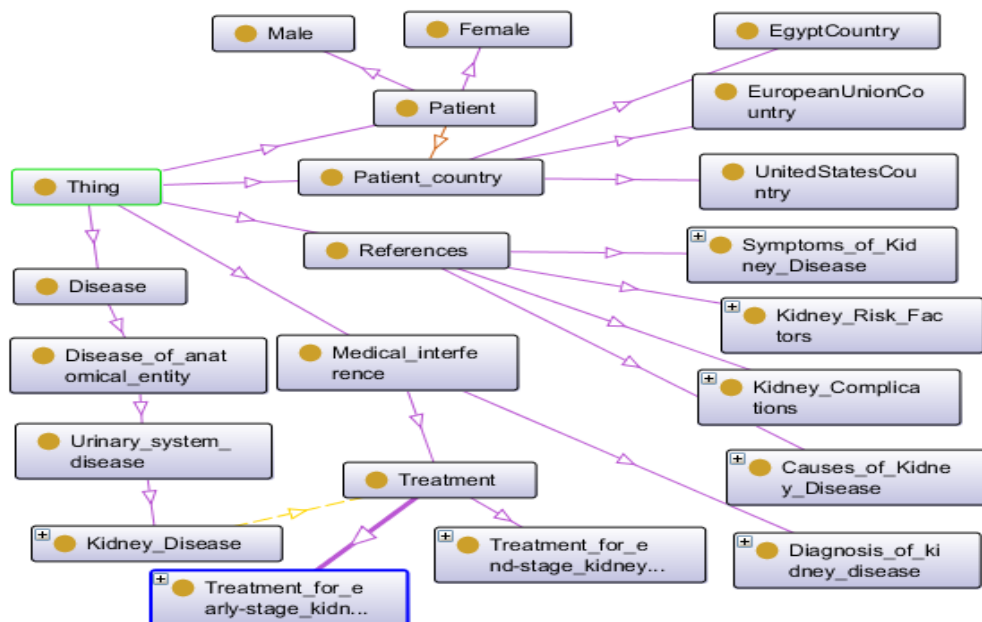 Male
Female
EgyptCountry
Patient
EuropeanUnionCo
untry
Thing
Patient_country
UnitedStatesCou
ntry
References
Symptoms_of_Kid
ney_Disease
Disease
Kidney_Risk_Fac
tors
Disease_of_anat
omical_entity
Medical_interfe
rence
Kidney_Complica
tions
Urinary_system_
disease
Treatment
Causes_of_Kidne
y_Disease
Kidney_Disease
Treatment_for_e
nd-stage_kidney...
Diagnosis_of_ki
dney_disease
Treatment_for_e
arly-stage_kidn...